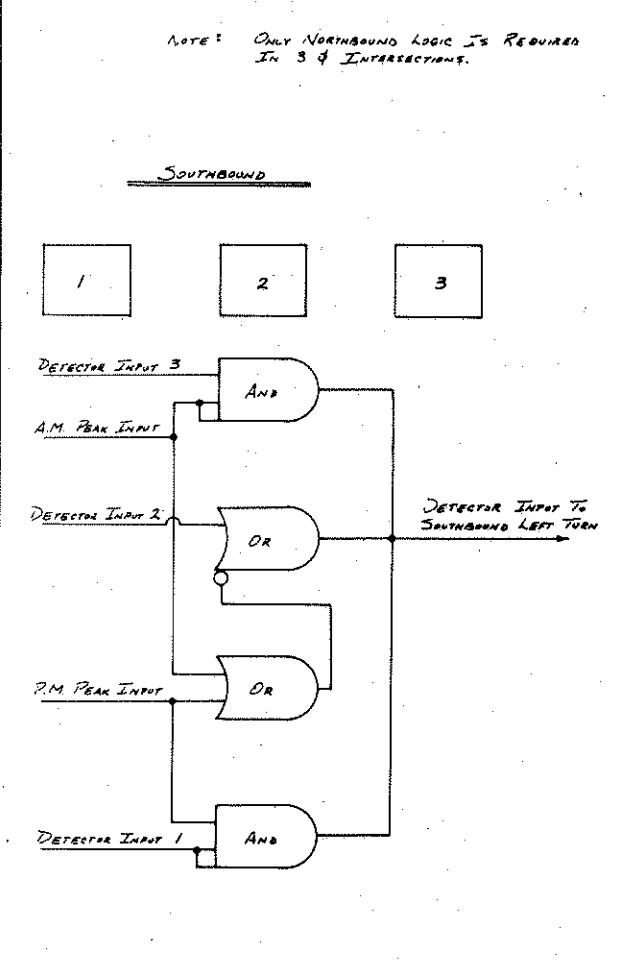 NOTE: ONLY NORTHBOUND LOGIC IS REQUIRED
IN 3 ϕ INTERSECTIONS.
SOUTHBOUND
1
2
3
DETECTOR INPUT 3
AND
A.M. PEAK INPUT
DETECTOR INPUT 2
OR
DETECTOR INPUT TO
SOUTHBOUND LEFT TURN
OR
P.M. PEAK INPUT
DETECTOR INPUT 1
AND